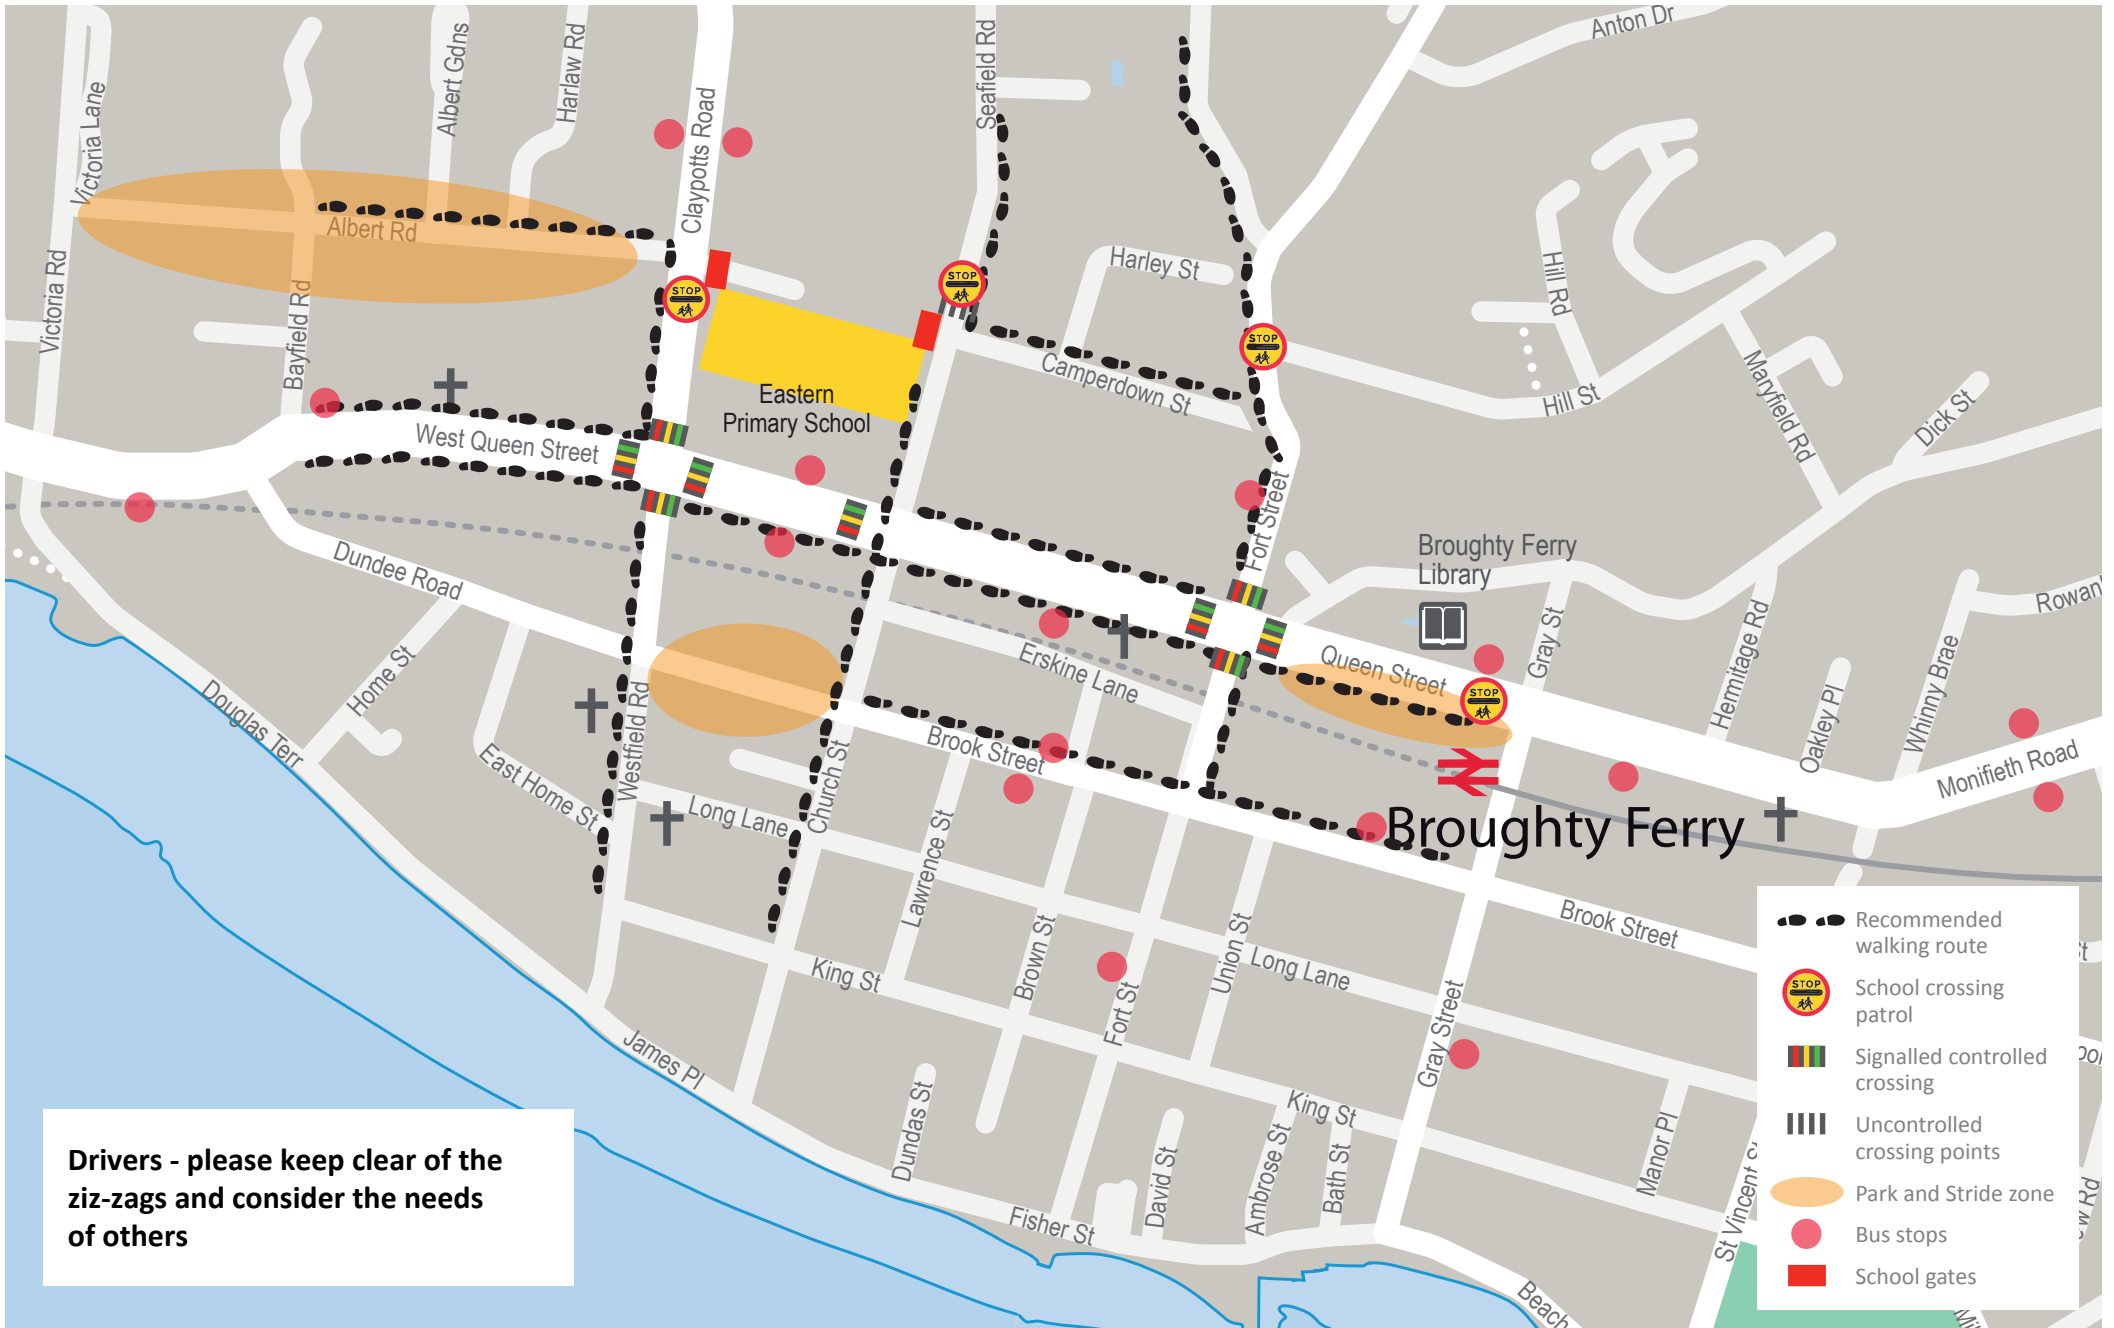 Anton Dr
Victoria Lane
Albert Gdns
Harlaw Rd
Claypotts Road
Seafield Rd
Albert Rd
Victoria Rd
Bayfield Rd
STOP
STOP
STOP
Harley St
Hill Rd
Camperdown St
Hill St
Maryfield Rd
Dick St
Eastern
Primary School
West Queen Street
Fort Street
Dundee Road
Broughty Ferry
Library
Gray St
Rowanl
Hermitage Rd
Whinny Brae
Oakley Pl
Home St
Douglas Terr
East Home St
Westfield Rd
Erskine Lane
Queen Street
STOP
Brook Street
Church St
Long Lane
Lawrence St
Monifieth Road
Broughty Ferry
Brook Street
King St
Brown St
Fort St
Union St
Long Lane
Gray Street
James Pl
Dundas St
David St
Ambrose St
Bath St
King St
Manor Pl
St Vincent St
Fisher St
Beach
Drivers - please keep clear of the
ziz-zags and consider the needs
of others
Recommended
walking route
STOP
School crossing
patrol
Signalled controlled
crossing
Uncontrolled
crossing points
Park and Stride zone
Bus stops
School gates